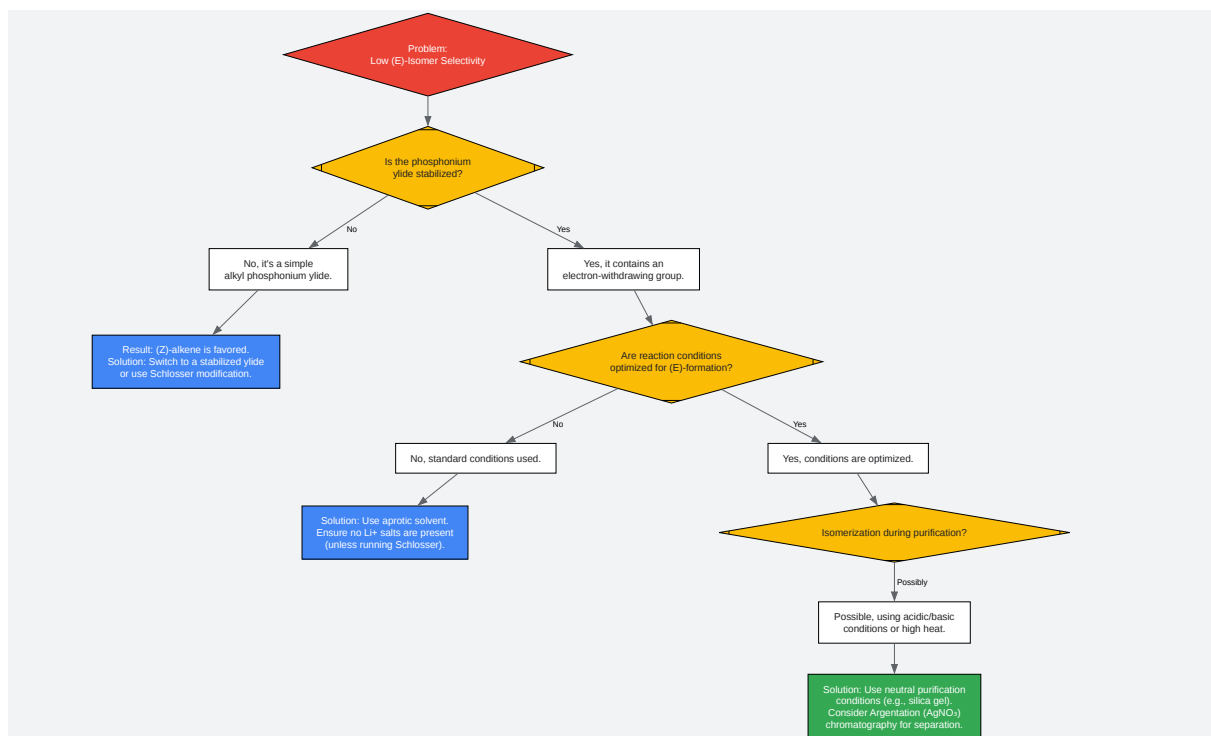 Problem:
Low (E)-Isomer Selectivity
Is the phosphonium
ylide stabilized?
No
Yes
No, it's a simple
alkyl phosphonium ylide.
Yes, it contains an
electron-withdrawing group.
Result: (Z)-alkene is favored.
Solution: Switch to a stabilized ylide
or use Schlosser modification.
Are reaction conditions
optimized for (E)-formation?
No
Yes
No, standard conditions used.
Yes, conditions are optimized.
Solution: Use aprotic solvent.
Ensure no Li+ salts are present
(unless running Schlosser).
Isomerization during purification?
Possibly
Possible, using acidic/basic
conditions or high heat.
Solution: Use neutral purification
conditions (e.g., silica gel).
Consider Argentation (AgNO₃)
chromatography for separation.